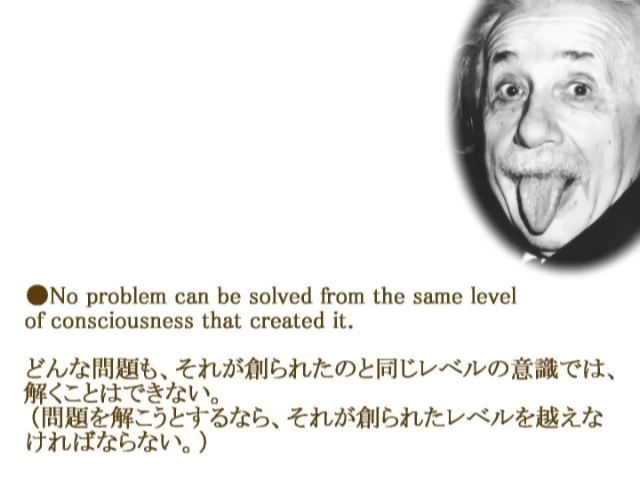 ●No problem can be solved from the same level
of consciousness that created it.
どんな問題も、それが創られたのと同じレベルの意識では、
解くことはできない。
（問題を解こうとするなら、それが創られたレベルを越えな
ければならない。）